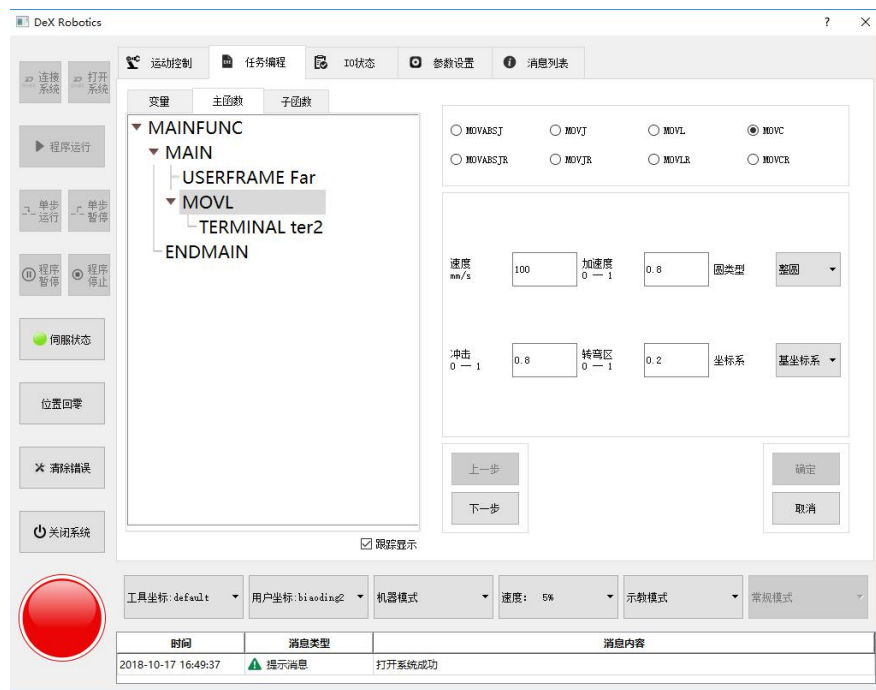 DeX Robotics
?
连接系统
打开系统
程序运行
单步运行
单步暂停
程序暂停
程序停止
伺服状态
位置回零
清除错误
关闭系统
运动控制
任务编程
IO状态
参数设置
消息列表
变量
主函数
子函数
MAINFUNC
MAIN
USERFRAME Far
MOVL
TERMINAL ter2
ENDMAIN
跟踪显示
MOVABSJ
MOVJ
MOVL
MOVC
MOVABSJR
MOVJR
MOVLR
MOVCR
速度
mm/s
100
加速度
0 — 1
0.8
圆类型
整圆
冲击
0 — 1
0.8
转弯区
0 — 1
0.2
坐标系
基坐标系
上一步
下一步
确定
取消
工具坐标:default
用户坐标:biaoding2
机器模式
速度: 5%
示教模式
常规模式
时间
消息类型
消息内容
2018-10-17 16:49:37
提示消息
打开系统成功